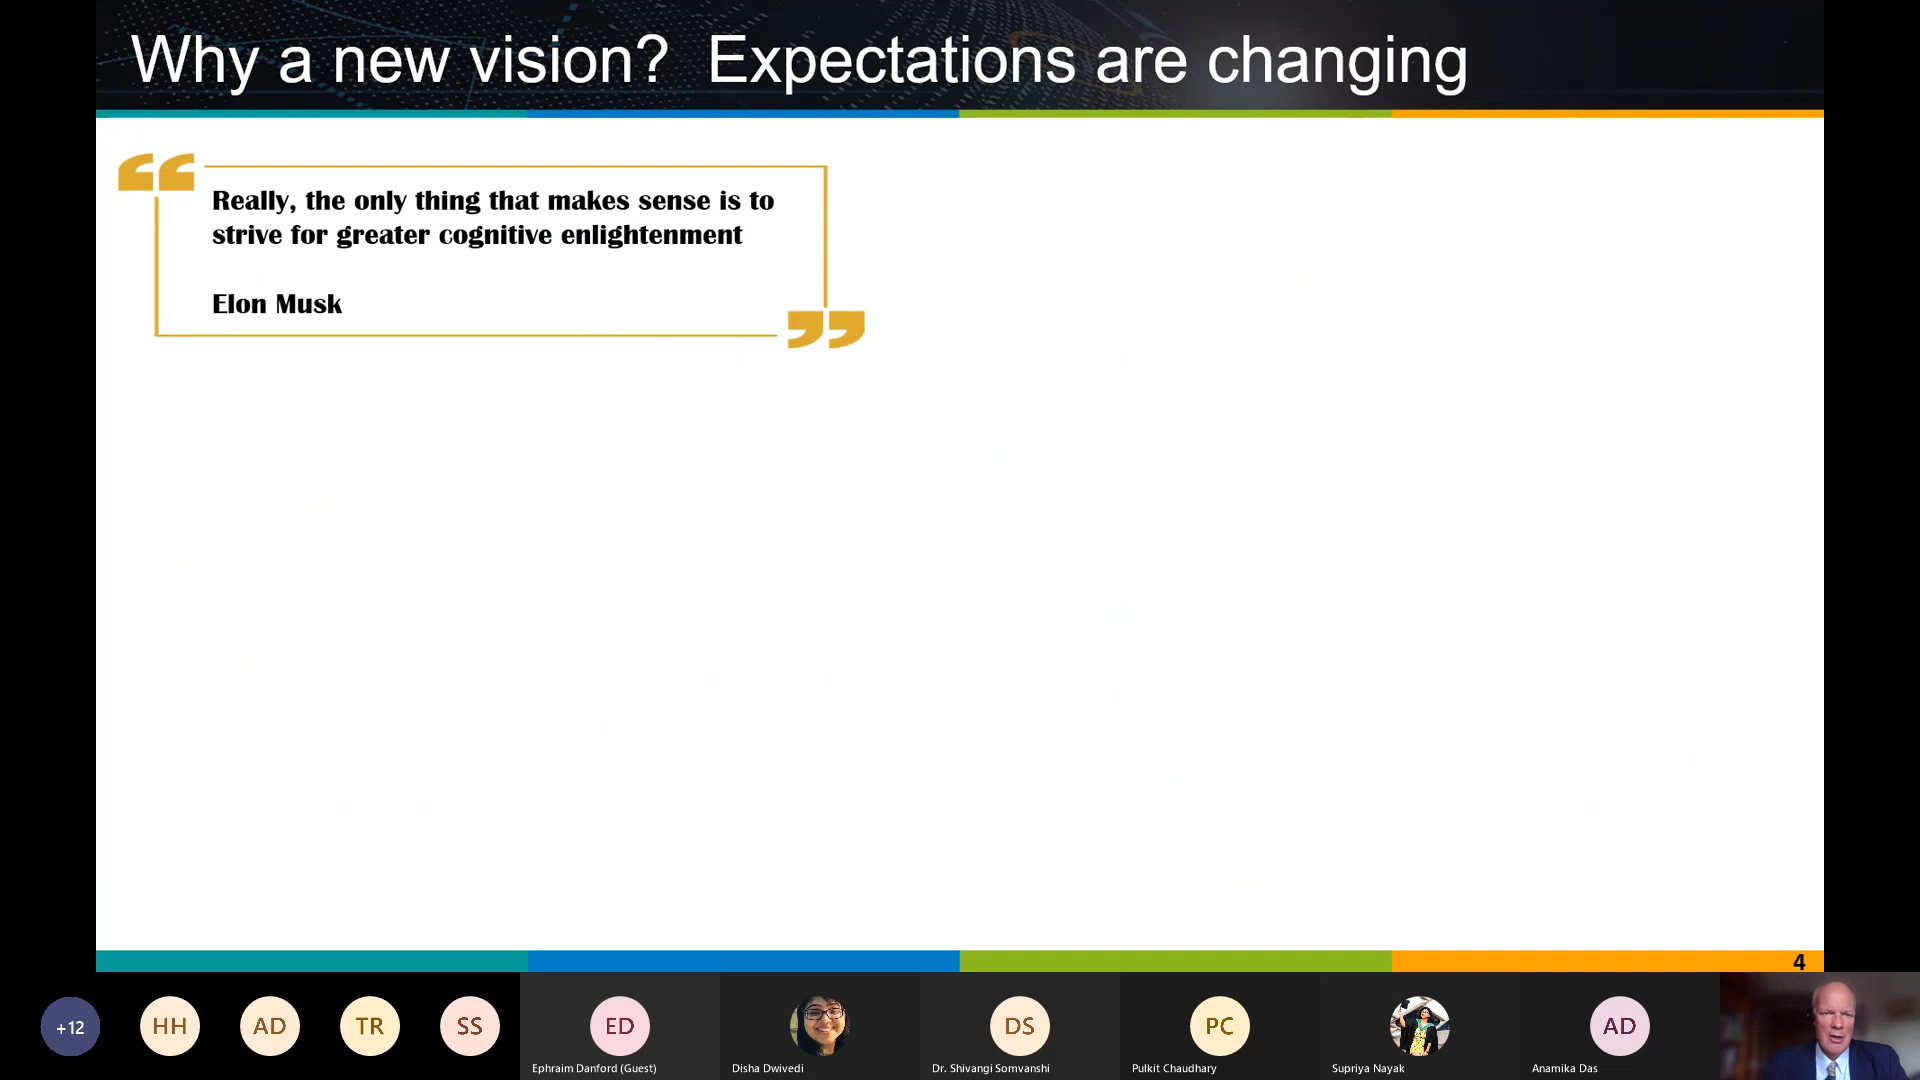 Why a new vision?  Expectations are changing
“
Really, the only thing that makes sense is to
strive for greater cognitive enlightenment
Elon Musk
”
4
+12
HH
AD
TR
SS
ED
DS
PC
AD
Ephraim Danford (Guest)
Disha Dwivedi
Dr. Shivangi Somvanshi
Pulkit Chaudhary
Supriya Nayak
Anamika Das